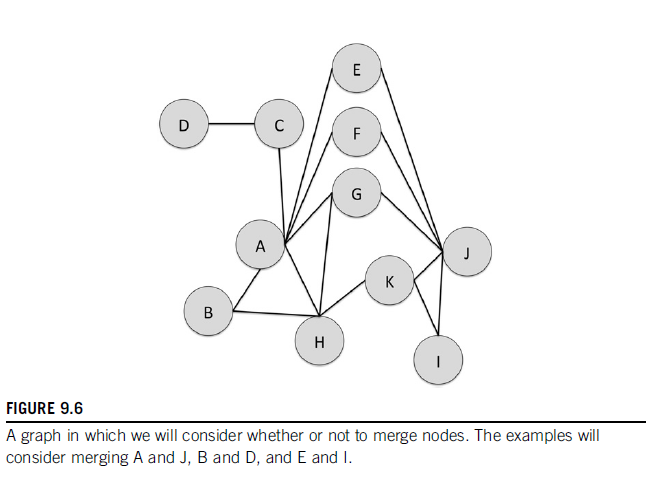 E
D
C
F
G
A
J
K
B
H
I
FIGURE 9.6
A graph in which we will consider whether or not to merge nodes. The examples will
consider merging A and J, B and D, and E and I.